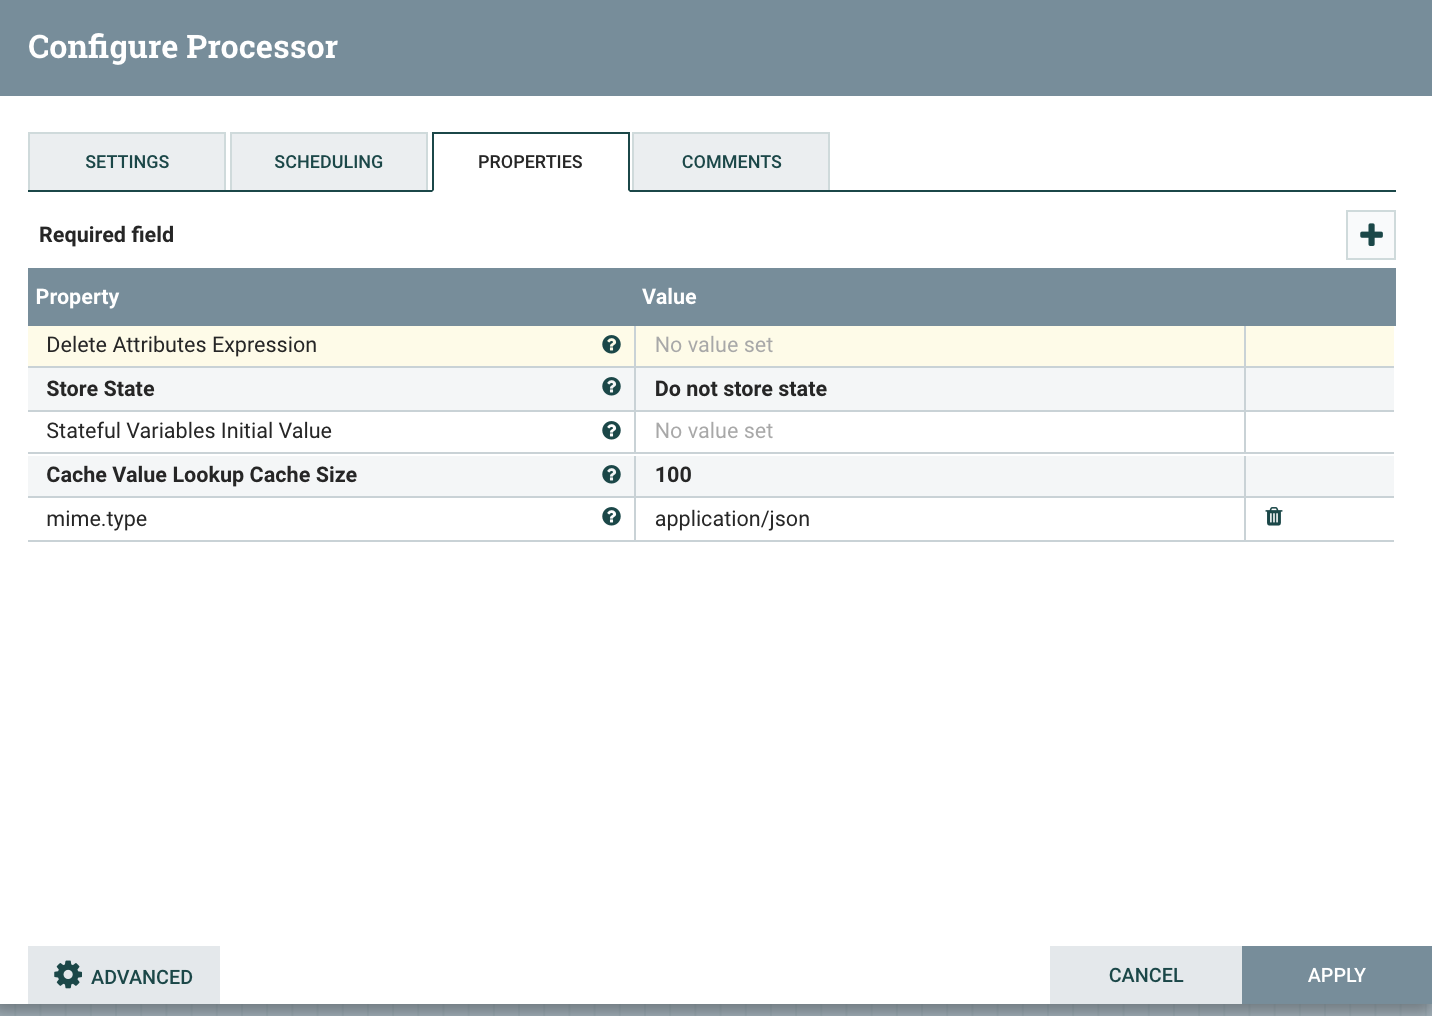 Configure Processor
SETTINGS SCHEDULING PROPERTIES COMMENTS
Required field
Property Value
Delete Attributes Expression No value set
Store State Do not store state
Stateful Variables Initial Value No value set
Cache Value Lookup Cache Size 100
mime.type application/json
ADVANCED CANCEL APPLY